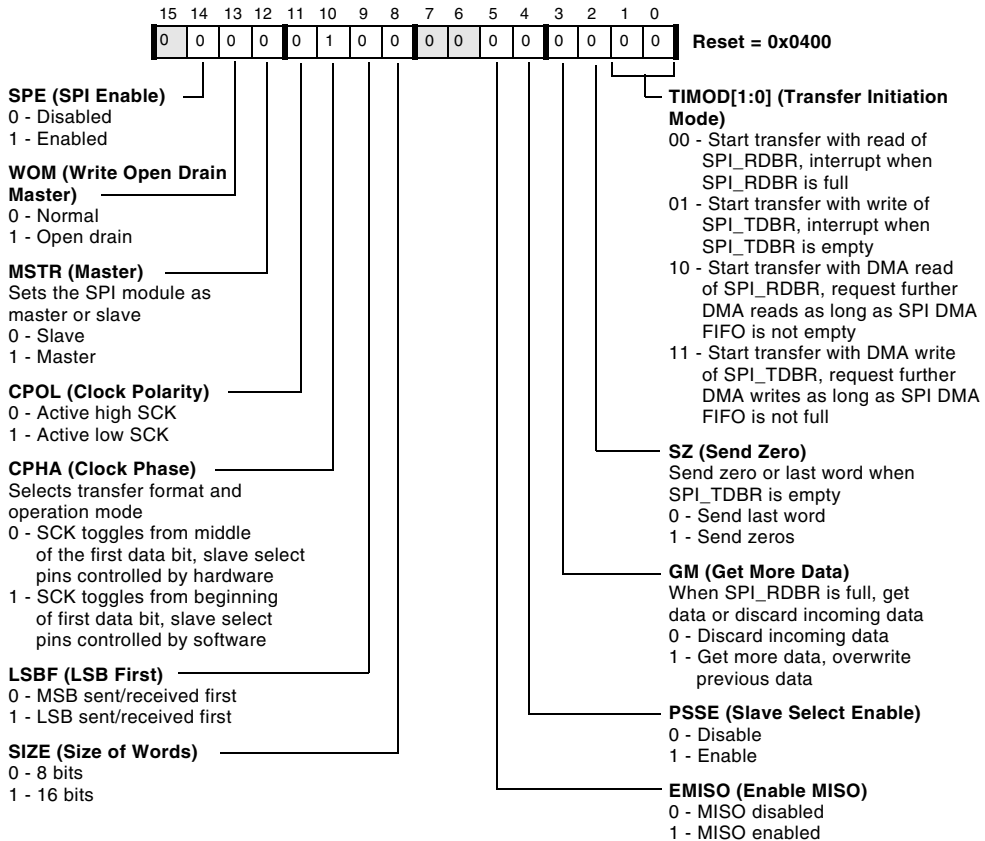 15 14 13 12 11 10 9 8 7 6 5 4 3 2 1 0
0 0 0 0 0 1 0 0 0 0 0 0 0 0 0 0 Reset = 0x0400
SPE (SPI Enable)
0 - Disabled
1 - Enabled
WOM (Write Open Drain
Master)
0 - Normal
1 - Open drain
MSTR (Master)
Sets the SPI module as
master or slave
0 - Slave
1 - Master
CPOL (Clock Polarity)
0 - Active high SCK
1 - Active low SCK
CPHA (Clock Phase)
Selects transfer format and
operation mode
0 - SCK toggles from middle
of the first data bit, slave select
pins controlled by hardware
1 - SCK toggles from beginning
of first data bit, slave select
pins controlled by software
LSBF (LSB First)
0 - MSB sent/received first
1 - LSB sent/received first
SIZE (Size of Words)
0 - 8 bits
1 - 16 bits
TIMOD[1:0] (Transfer Initiation
Mode)
00 - Start transfer with read of
SPI_RDBR, interrupt when
SPI_RDBR is full
01 - Start transfer with write of
SPI_TDBR, interrupt when
SPI_TDBR is empty
10 - Start transfer with DMA read
of SPI_RDBR, request further
DMA reads as long as SPI DMA
FIFO is not empty
11 - Start transfer with DMA write
of SPI_TDBR, request further
DMA writes as long as SPI DMA
FIFO is not full
SZ (Send Zero)
Send zero or last word when
SPI_TDBR is empty
0 - Send last word
1 - Send zeros
GM (Get More Data)
When SPI_RDBR is full, get
data or discard incoming data
0 - Discard incoming data
1 - Get more data, overwrite
previous data
PSSE (Slave Select Enable)
0 - Disable
1 - Enable
EMISO (Enable MISO)
0 - MISO disabled
1 - MISO enabled